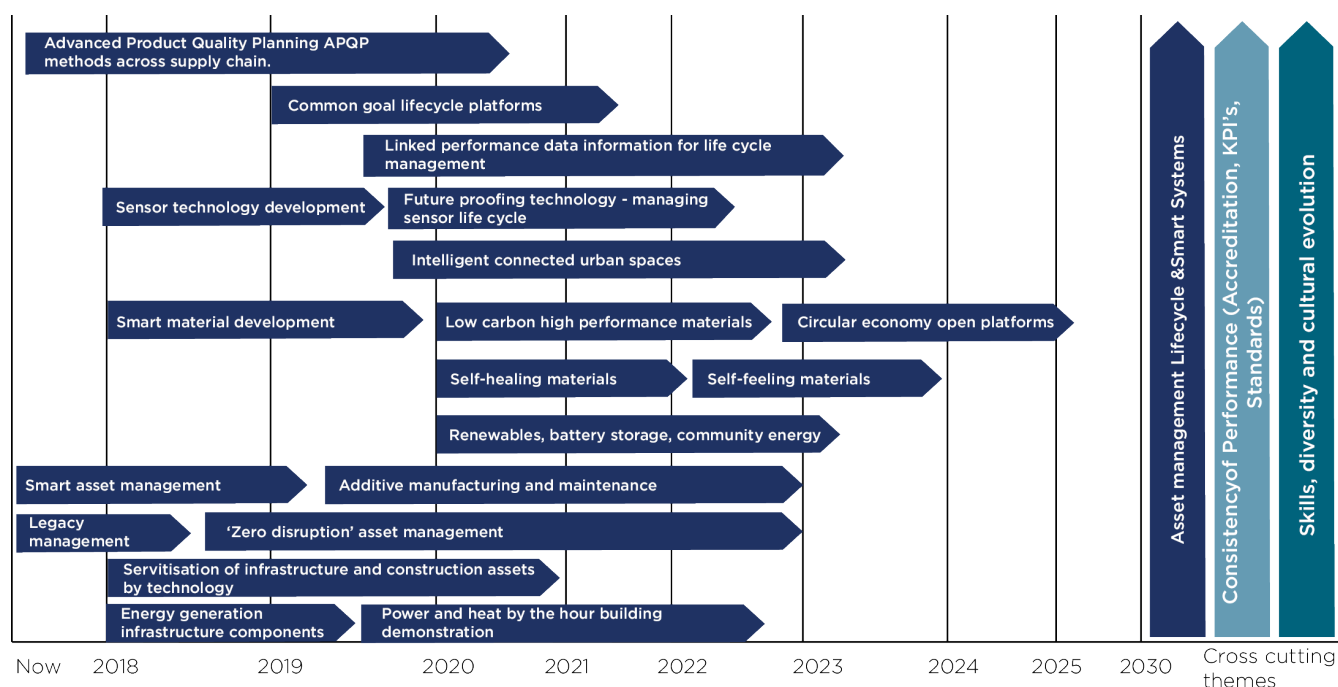 Advanced Product Quality Planning APQP
methods across supply chain.
Common goal lifecycle platforms
Linked performance data information for life cycle
management
Sensor technology development
Future proofing technology - managing
sensor life cycle
Intelligent connected urban spaces
Smart material development
Low carbon high performance materials
Circular economy open platforms
Self-healing materials
Self-feeling materials
Renewables, battery storage, community energy
Smart asset management
Additive manufacturing and maintenance
Legacy
management
‘Zero disruption’ asset management
Servitisation of infrastructure and construction assets
by technology
Energy generation
infrastructure components
Power and heat by the hour building
demonstration
Asset management Lifecycle &Smart Systems
Consistencyof Performance (Accreditation, KPI’s,
Standards)
Skills, diversity and cultural evolution
Now
2018
2019
2020
2021
2022
2023
2024
2025
2030
Cross cutting
themes